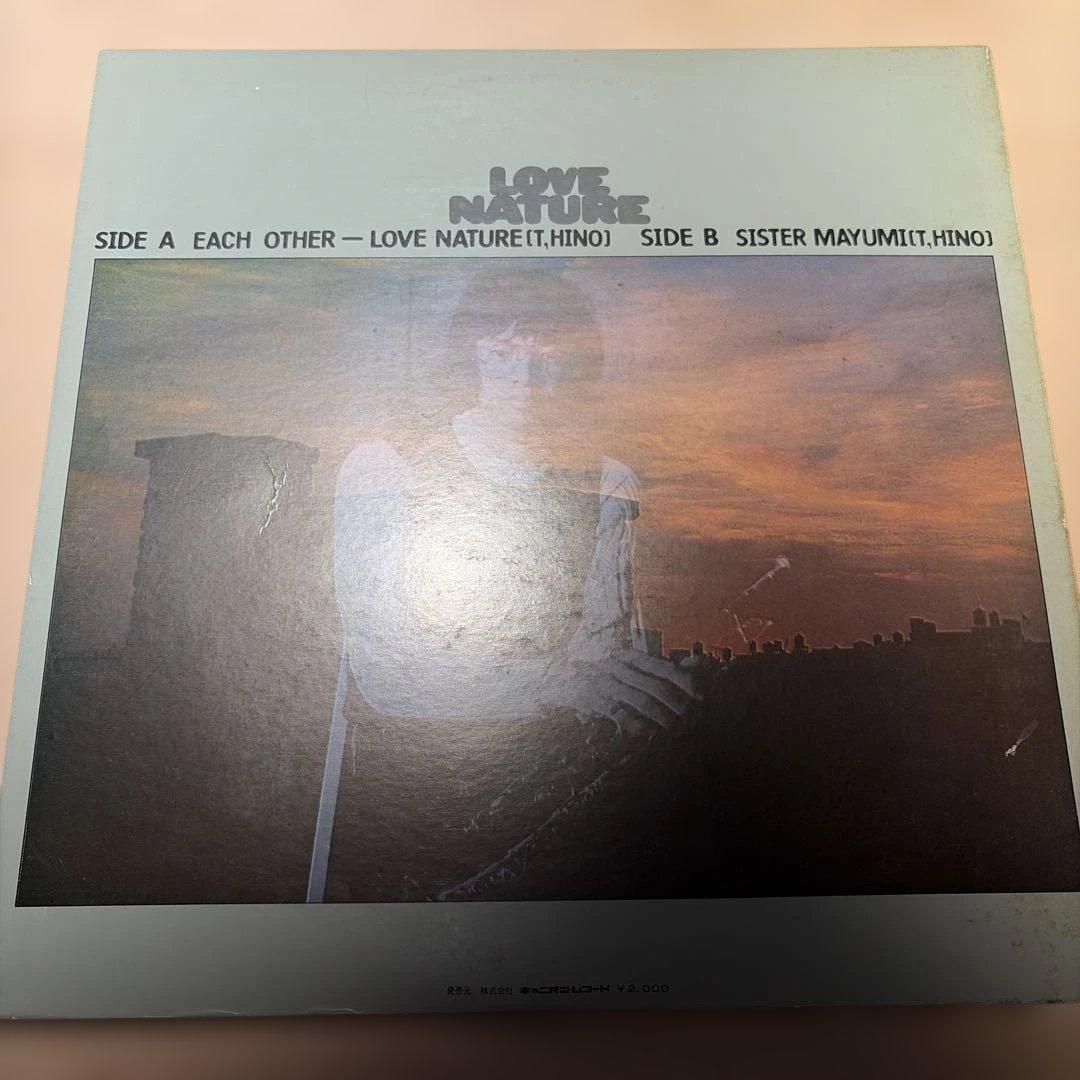 LOVE
NATURE
SIDE A EACH OTHER — LOVE NATURE [T,HINO] SIDE B SISTER MAYUMI [T,HINO]
発売元 株式会社 キャニオン・レコード ¥2,000